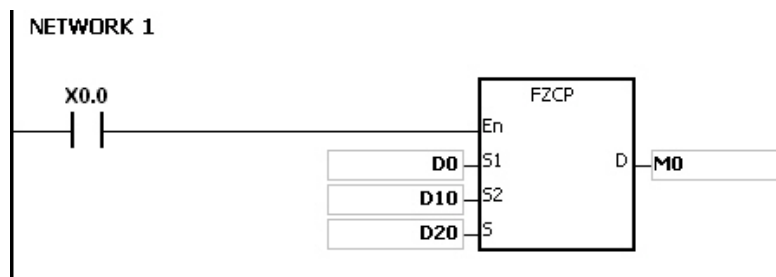 NETWORK 1
X0.0
FZCP
En
D0 S1 D M0
D10 S2
D20 S